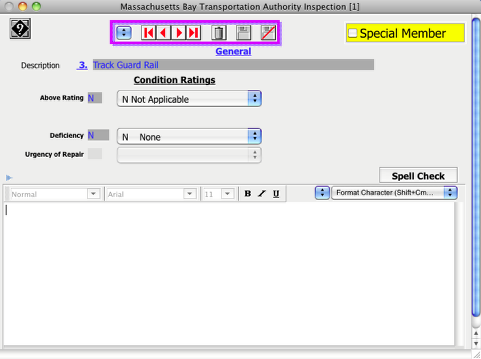 Massachusetts Bay Transportation Authority Inspection [1]
?
Special Member
General
Description 3. Track Guard Rail
Condition Ratings
Above Rating N N Not Applicable
Deficiency N N None
Urgency of Repair
Spell Check
Normal Arial 11 B I U Format Character (Shift+Cm...